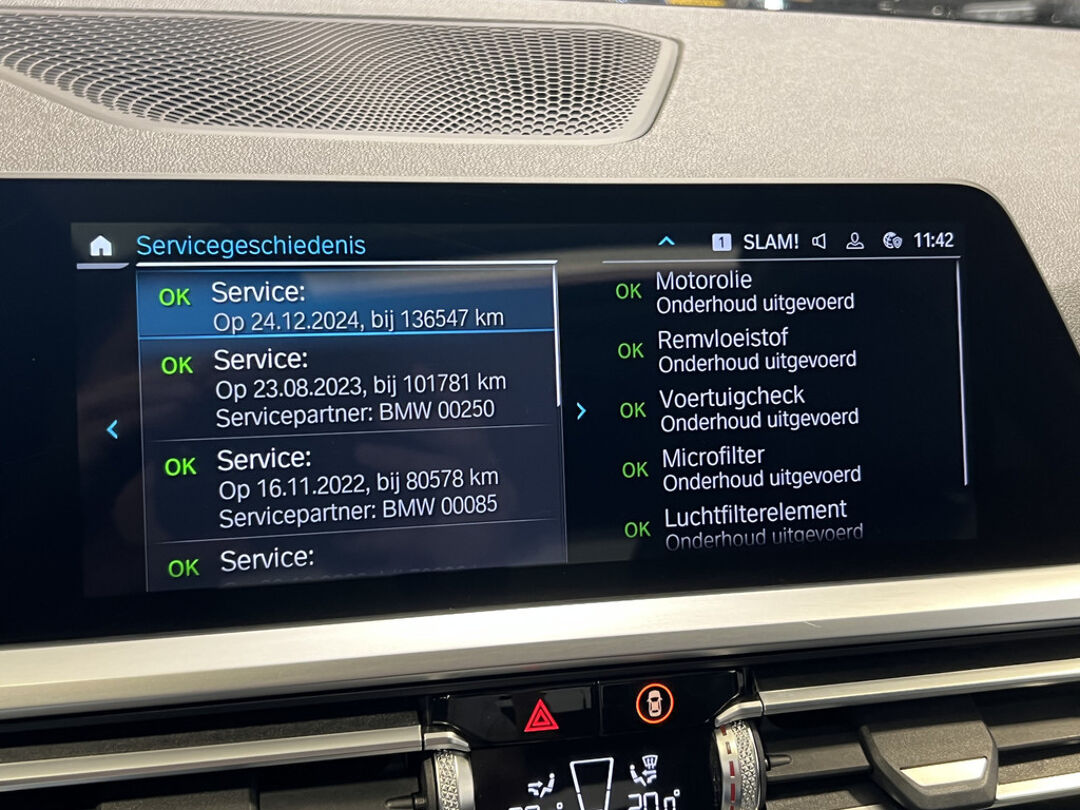 Servicegeschiedenis
1 SLAM! 11:42
OK Service:
Op 24.12.2024, bij 136547 km
OK Service:
Op 23.08.2023, bij 101781 km
Servicepartner: BMW 00250
OK Service:
Op 16.11.2022, bij 80578 km
Servicepartner: BMW 00085
OK Service:
OK Motorolie
Onderhoud uitgevoerd
OK Remvloeistof
Onderhoud uitgevoerd
OK Voertuigcheck
Onderhoud uitgevoerd
OK Microfilter
Onderhoud uitgevoerd
OK Luchtfilterelement
Onderhoud uitgevoerd